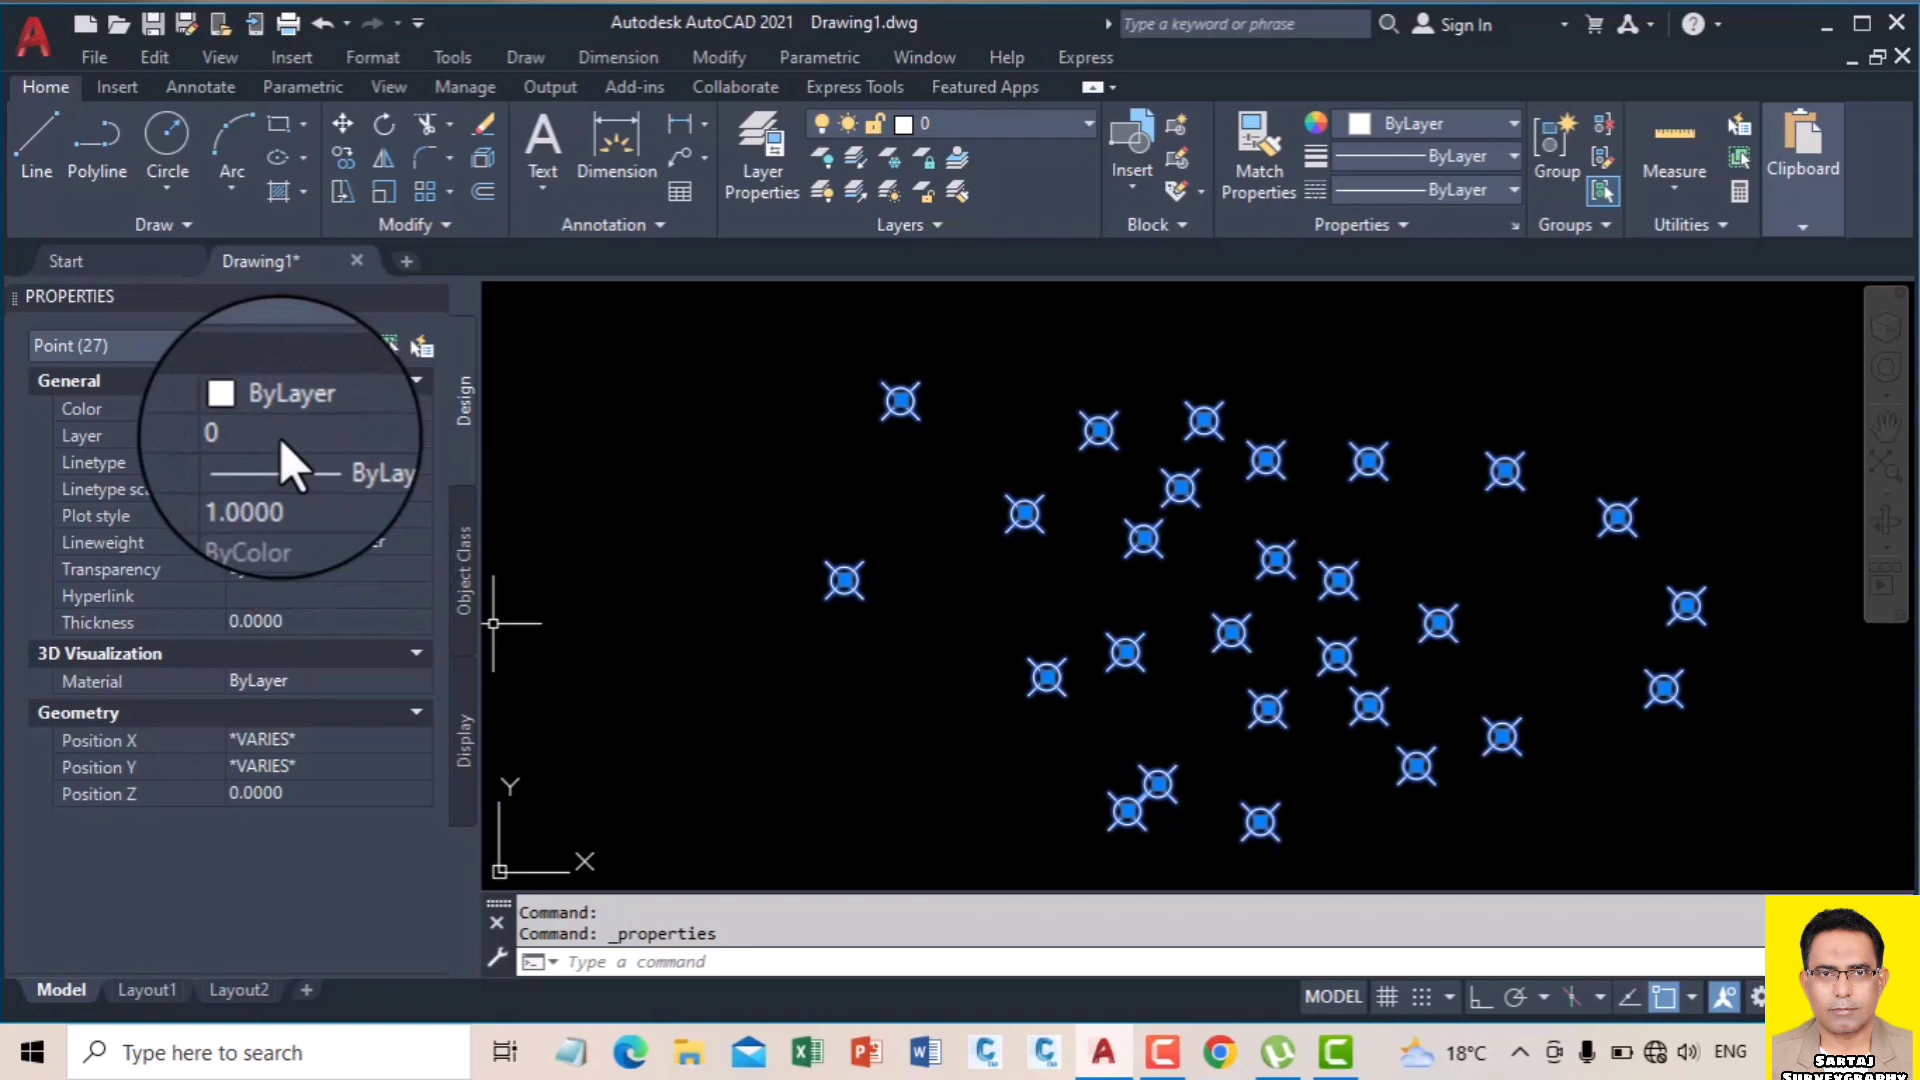 Autodesk AutoCAD 2021 Drawing1.dwg
Type a keyword or phrase
Sign In
File Edit View Insert Format Tools Draw Dimension Modify Parametric Window Help Express
Home Insert Annotate Parametric View Manage Output Add-ins Collaborate Express Tools Featured Apps
0
ByLayer
ByLayer
ByLayer
Line Polyline Circle Arc
Text Dimension
Layer Properties
Insert
Match Properties
Group
Measure
Clipboard
Draw Modify Annotation Layers Block Properties Groups Utilities
Start Drawing1*
PROPERTIES
Point (27)
General
Color ByLayer
Layer 0
Linetype ByLay
Linetype sc 1.0000
Plot style ByColor
Lineweight
Transparency
Hyperlink
Thickness 0.0000
3D Visualization
Material ByLayer
Geometry
Position X *VARIES*
Position Y *VARIES*
Position Z 0.0000
Design
Object Class
Display
Y
X
Command:
Command: _properties
Type a command
Model Layout1 Layout2
MODEL
Type here to search
18°C
ENG
SARTAJ
SURVEYGRAPHY